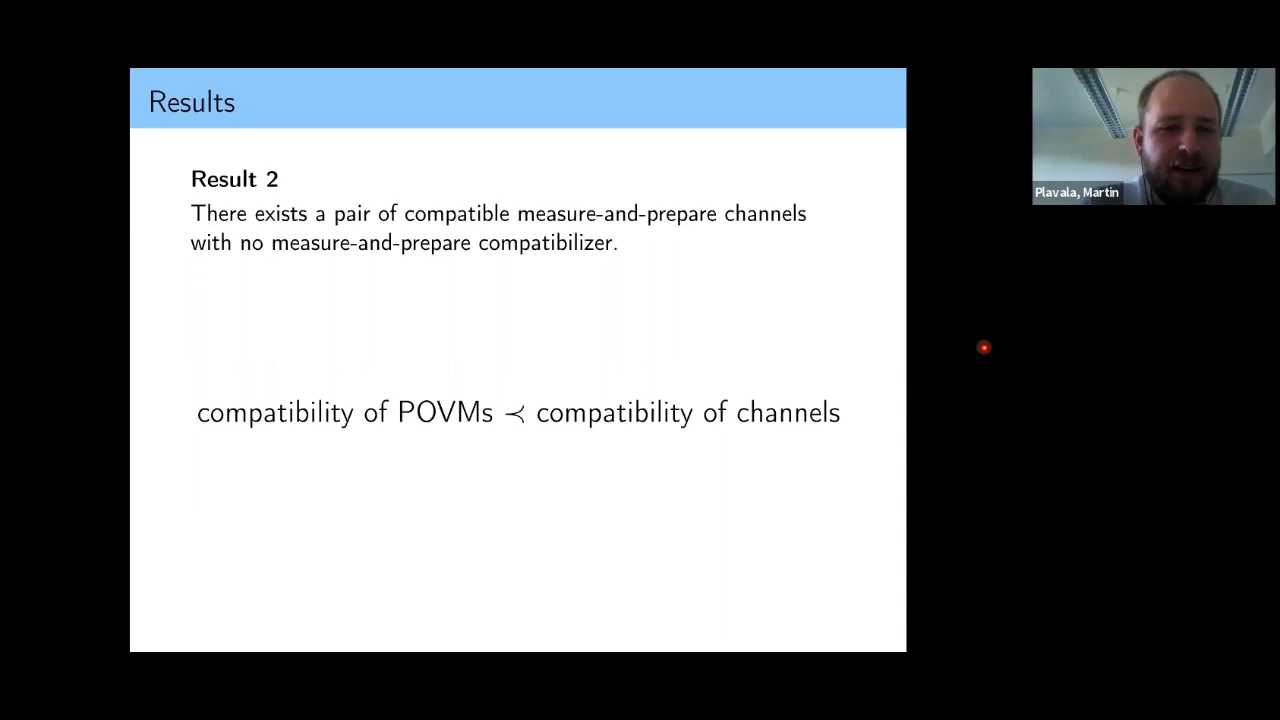 Results
Result 2
There exists a pair of compatible measure-and-prepare channels
with no measure-and-prepare compatibilizer.
compatibility of POVMs ≺ compatibility of channels
Plavala, Martin